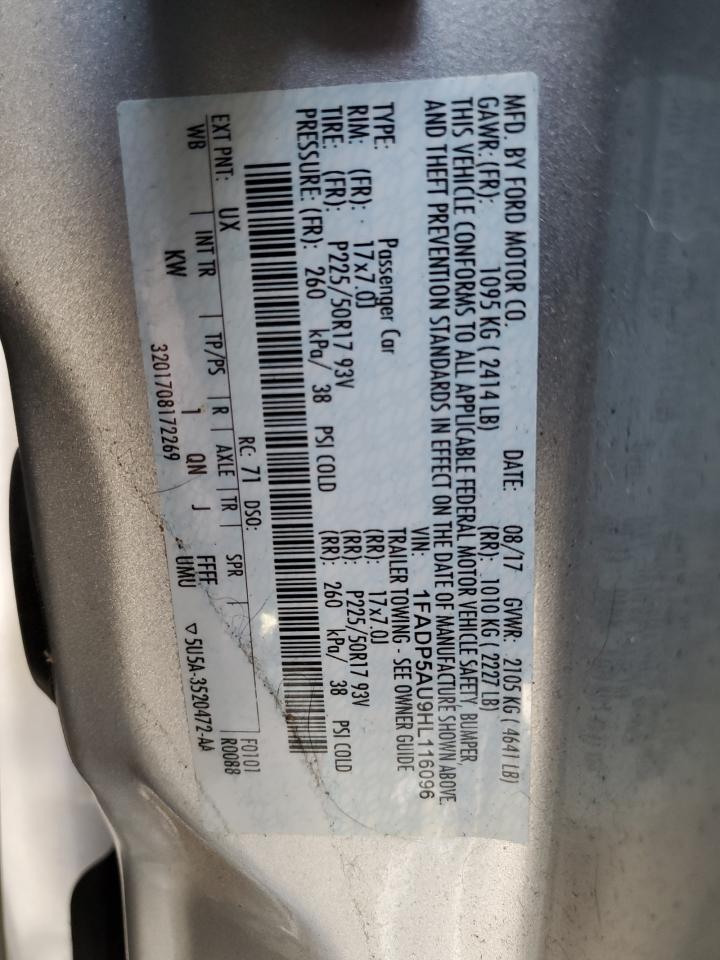 MFD. BY FORD MOTOR CO. DATE: 08/17 GVWR: 2105 KG ( 4641 LB)
GAWR: (FR): 1095 KG ( 2414 LB) (RR): 1010 KG ( 2227 LB)
THIS VEHICLE CONFORMS TO ALL APPLICABLE FEDERAL MOTOR VEHICLE SAFETY, BUMPER,
AND THEFT PREVENTION STANDARDS IN EFFECT ON THE DATE OF MANUFACTURE SHOWN ABOVE.
VIN: 1FADP5AU9HL116096
TYPE: Passenger Car TRAILER TOWING - SEE OWNER GUIDE
RIM: (FR): 17x7.0J (RR): 17x7.0J
TIRE: (FR): P225/50R17 93V (RR): P225/50R17 93V
PRESSURE: (FR): 260 kPa/ 38 PSI COLD (RR): 260 kPa/ 38 PSI COLD
RC: 71 DSO: F0101
EXT PNT: UX R0088
WB INT TR TP/PS R AXLE TR SPR
KW 1 QN J FFFF UMU ▽5U5A-3520472-AA
3201708172269